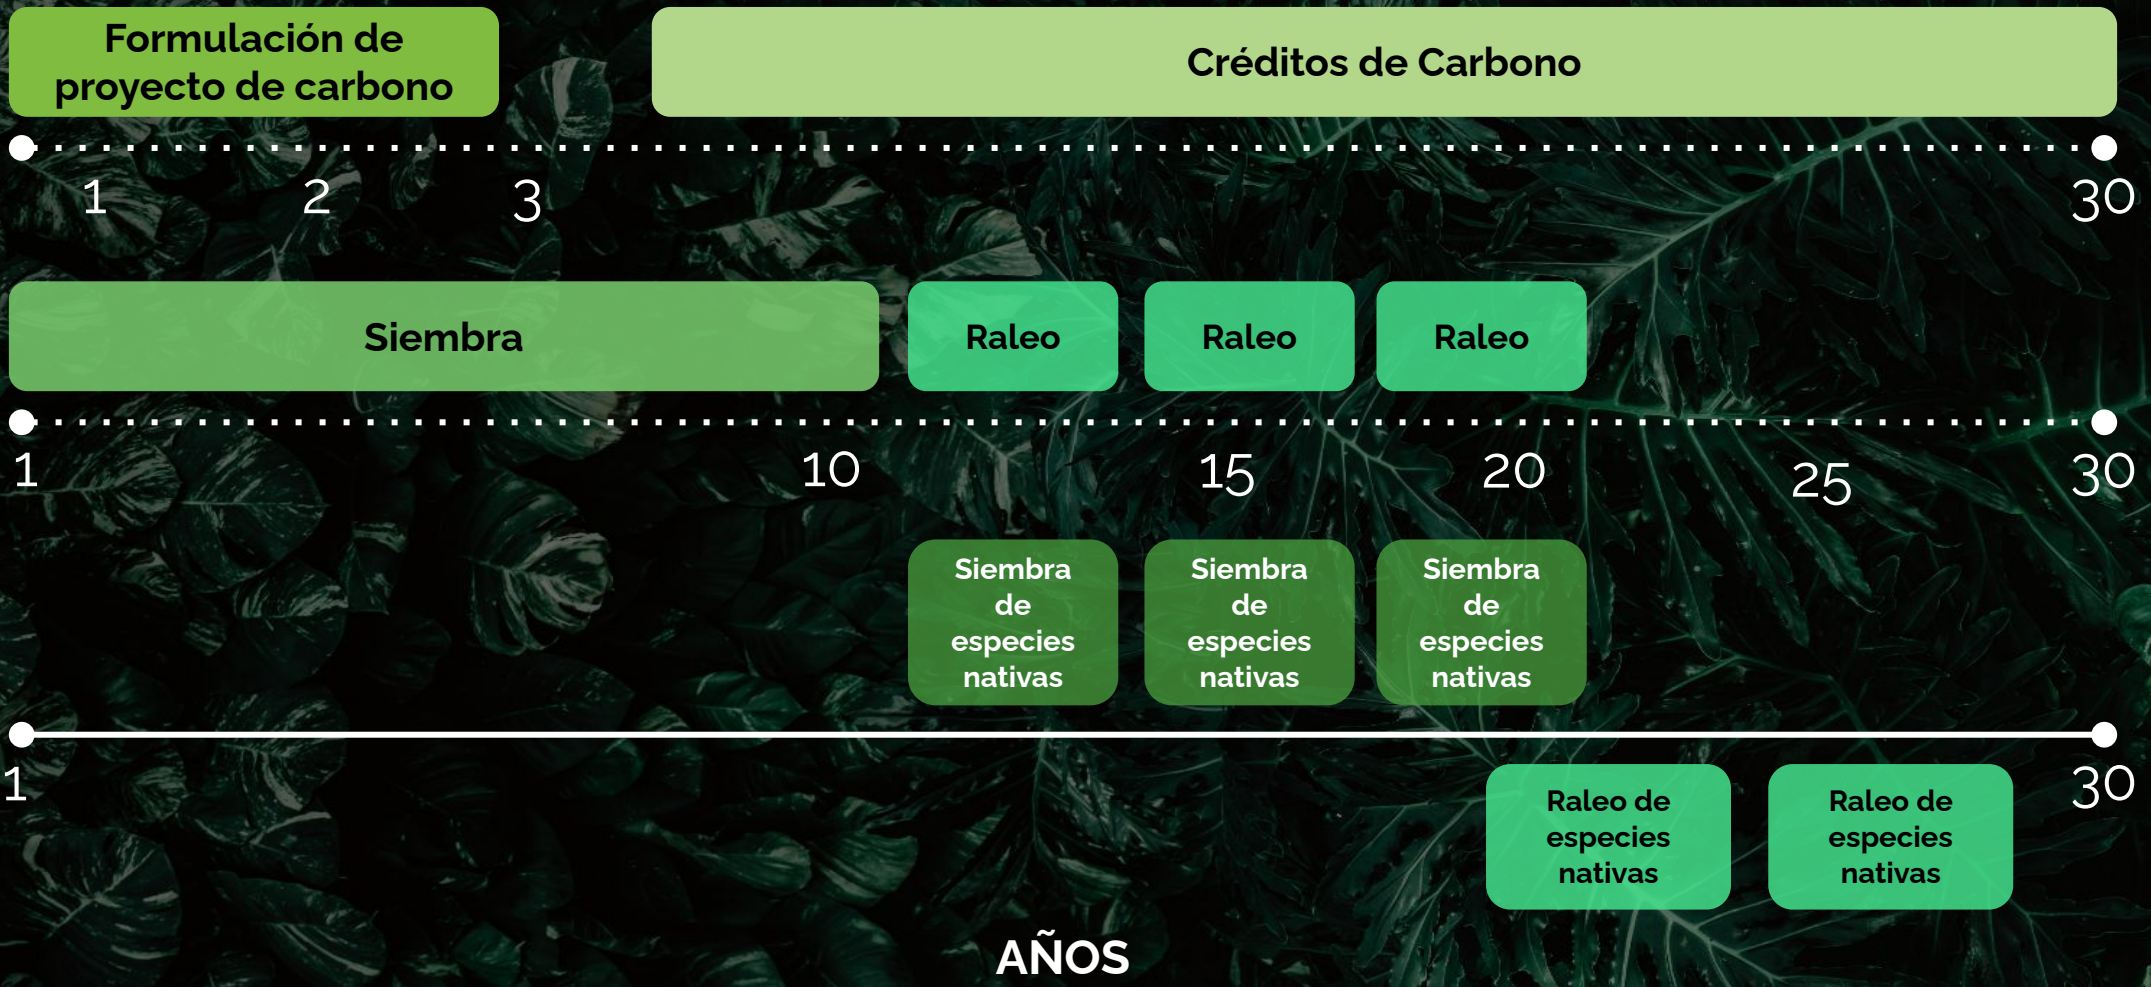 Formulación de
proyecto de carbono
Créditos de Carbono
1 2 3 30
Siembra
Raleo
Raleo
Raleo
1 10 15 20 25 30
Siembra
de
especies
nativas
Siembra
de
especies
nativas
Siembra
de
especies
nativas
1 30
Raleo de
especies
nativas
Raleo de
especies
nativas
AÑOS